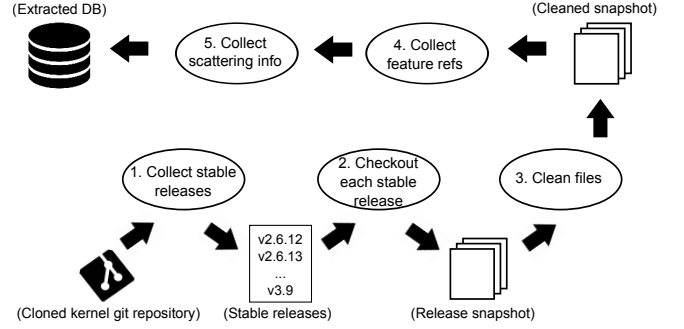 (Extracted DB)
(Cleaned snapshot)
5. Collect
scattering info
4. Collect
feature refs
1. Collect stable
releases
2. Checkout
each stable
release
3. Clean files
v2.6.12
v2.6.13
...
v3.9
(Cloned kernel git repository)
(Stable releases)
(Release snapshot)